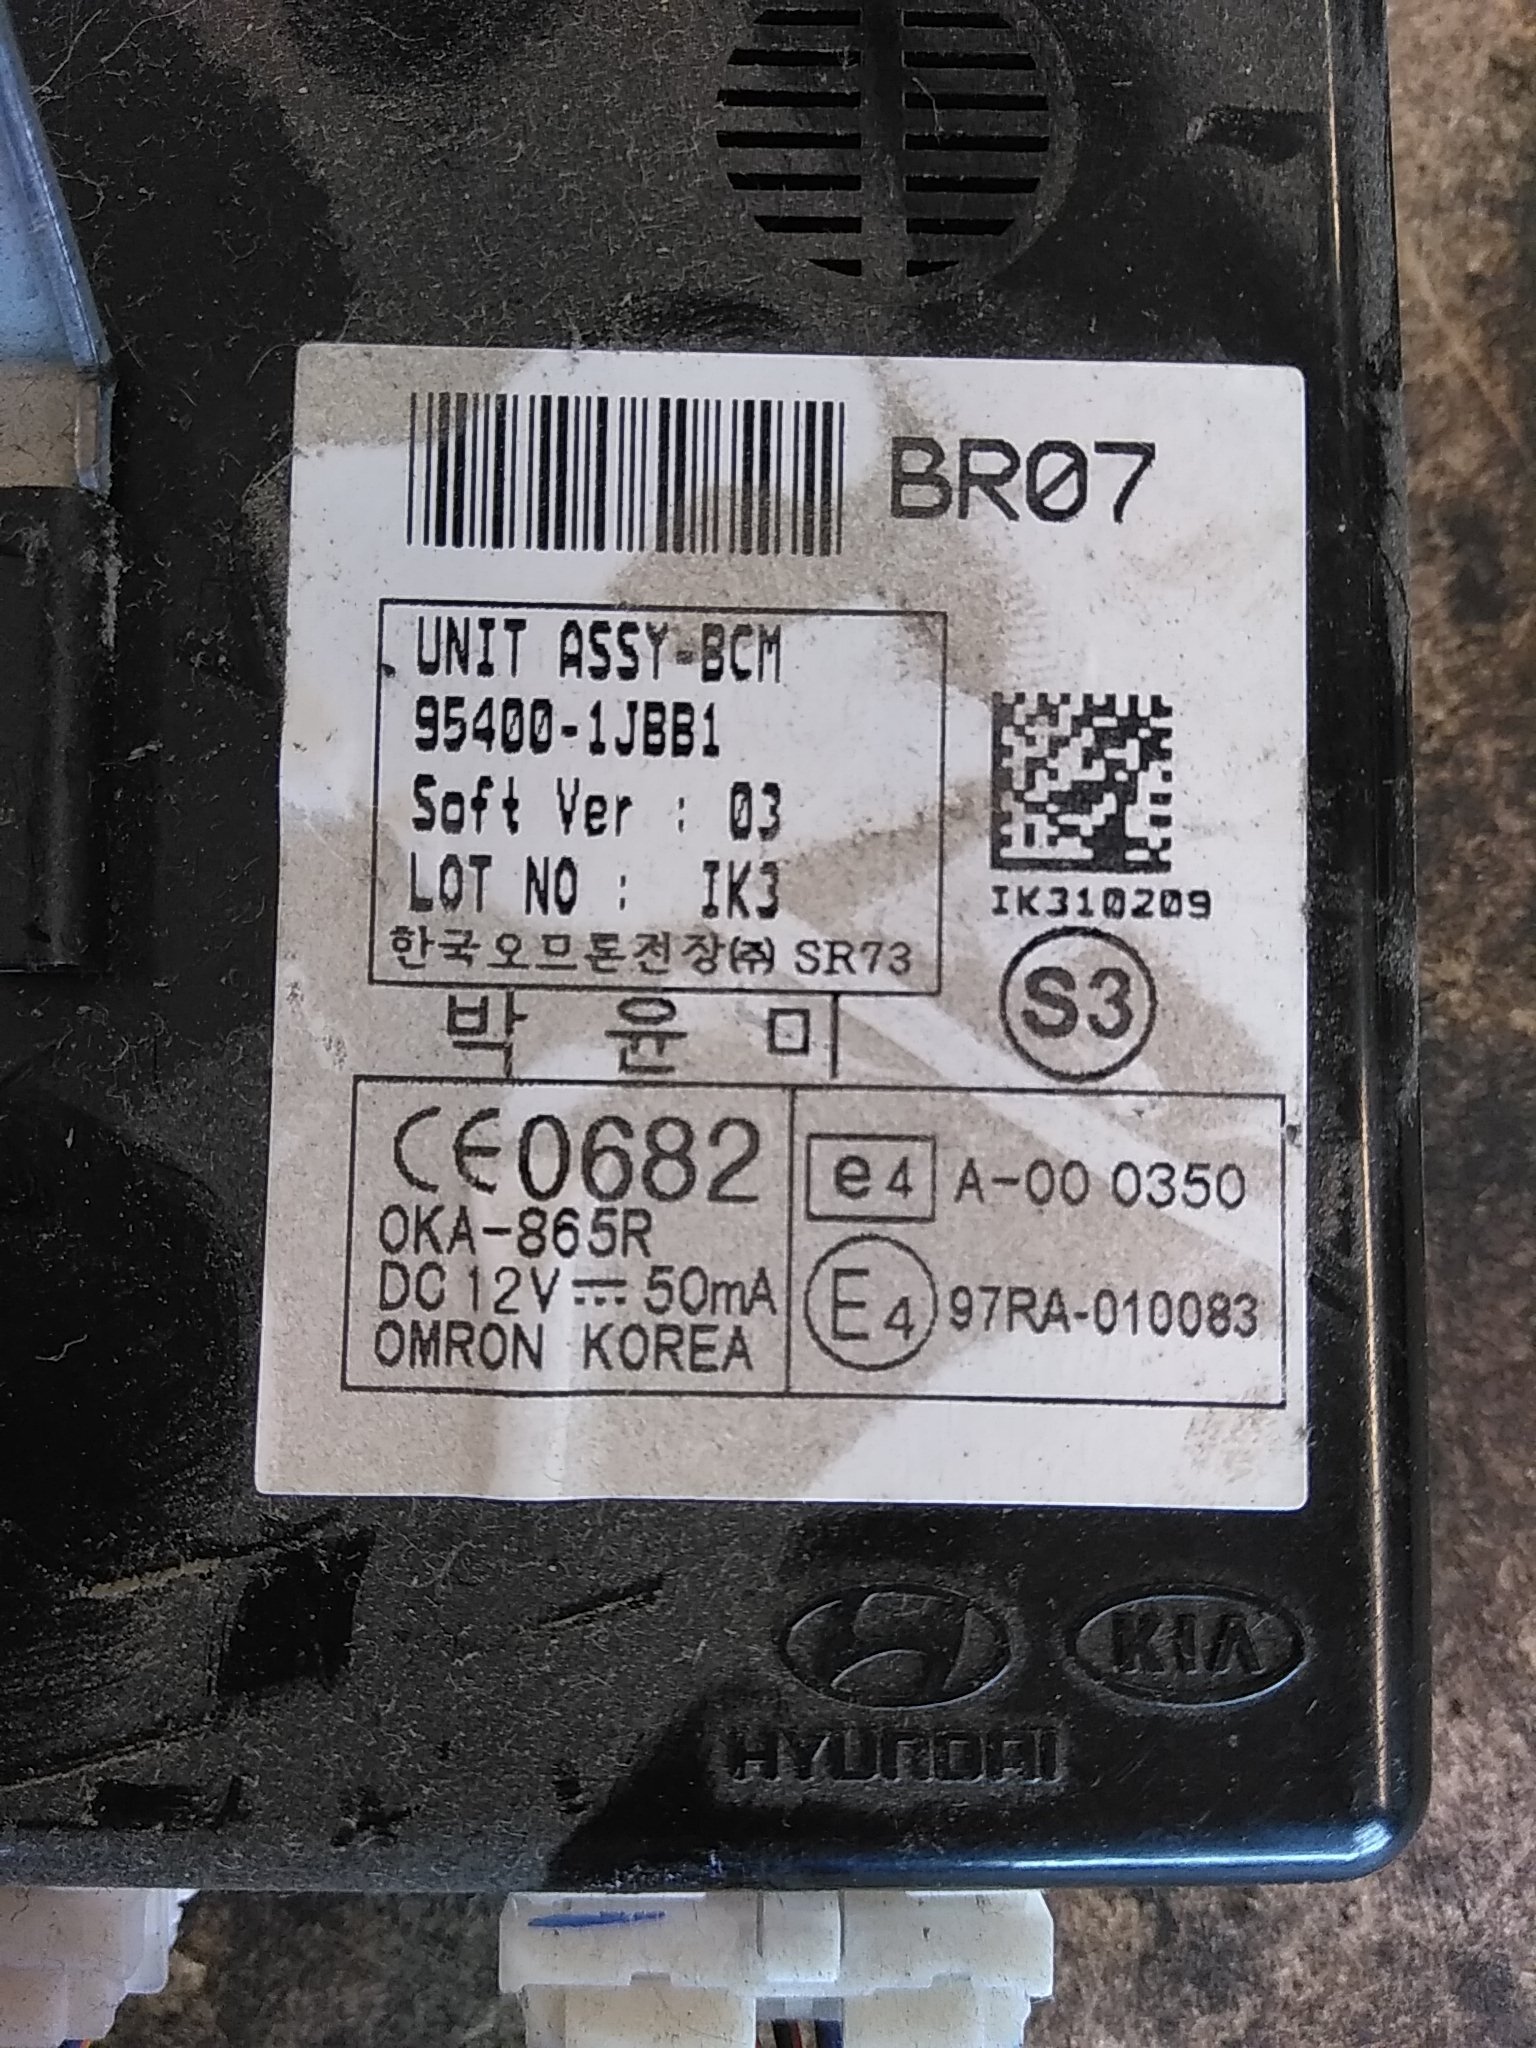 BR07
UNIT ASSY-BCM
95400-1JBB1
Soft Ver : 03
LOT NO : IK3
한국오므론전장㈜ SR73
IK310209
S3
박 윤 미
CE0682
OKA-865R
DC 12V ⎓ 50mA
OMRON KOREA
e4 A-00 0350
E4 97RA-010083
KIA
HYUNDAI